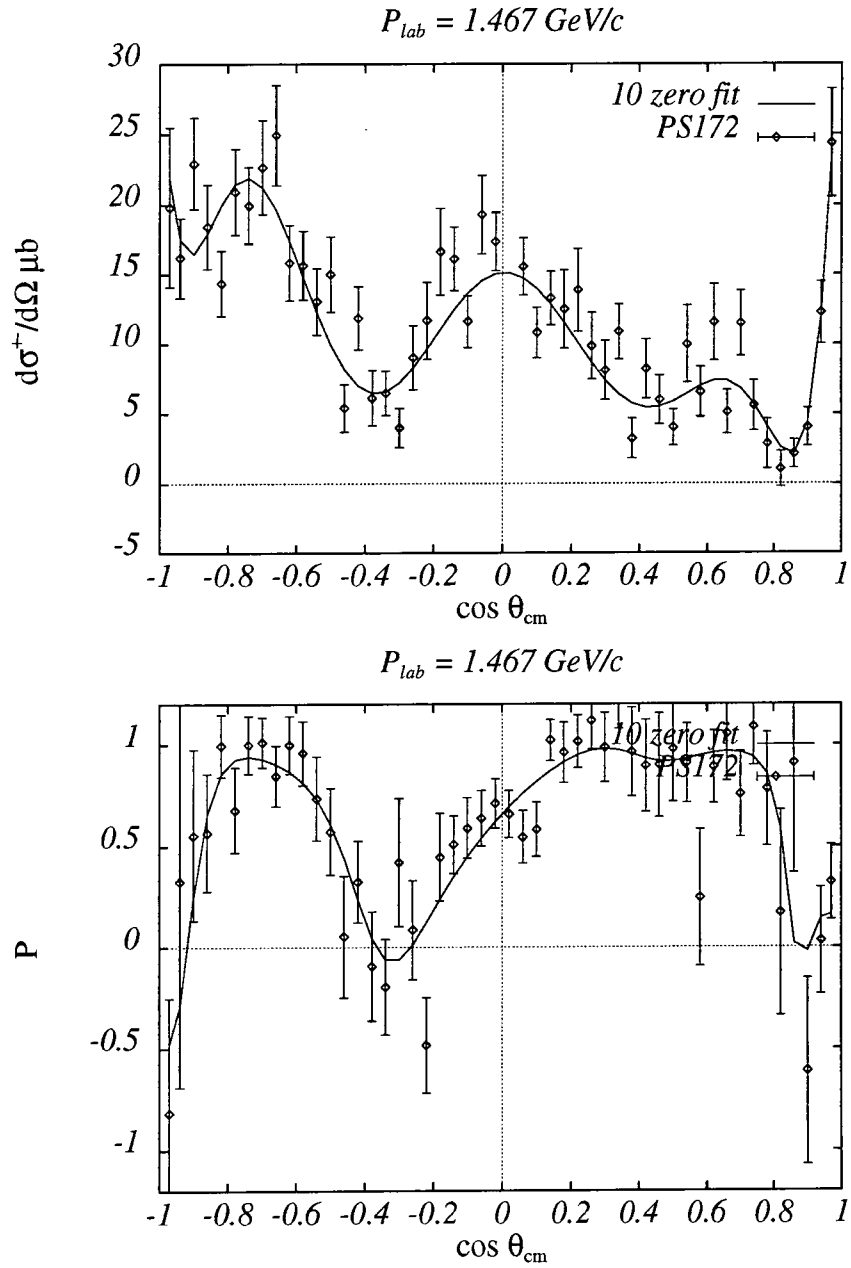 P_lab = 1.467 GeV/c
30
25
20
15
10
5
0
-5
dσ⁺/dΩ μb
10 zero fit
PS172
-1 -0.8 -0.6 -0.4 -0.2 0 0.2 0.4 0.6 0.8 1
cos θ_cm
P_lab = 1.467 GeV/c
1
0.5
0
-0.5
-1
P
10 zero fit
PS172
-1 -0.8 -0.6 -0.4 -0.2 0 0.2 0.4 0.6 0.8 1
cos θ_cm